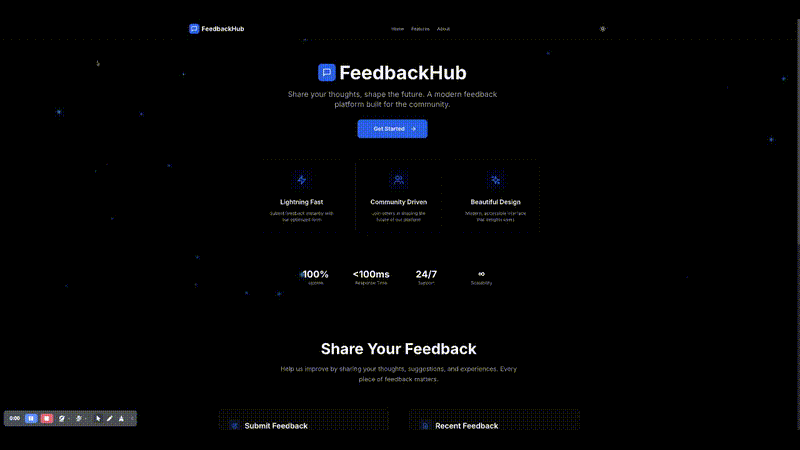 FeedbackHub
Home Features About
FeedbackHub
Share your thoughts, shape the future. A modern feedback
platform built for the community.
Get Started →
Lightning Fast
Submit feedback instantly with
our optimized form
Community Driven
Join others in shaping the
future of our platform
Beautiful Design
Modern, accessible interface
that delights users
100%
Uptime
<100ms
Response Time
24/7
Support
∞
Scalability
Share Your Feedback
Help us improve by sharing your thoughts, suggestions, and experiences. Every
piece of feedback matters.
0:00
Submit Feedback
Recent Feedback